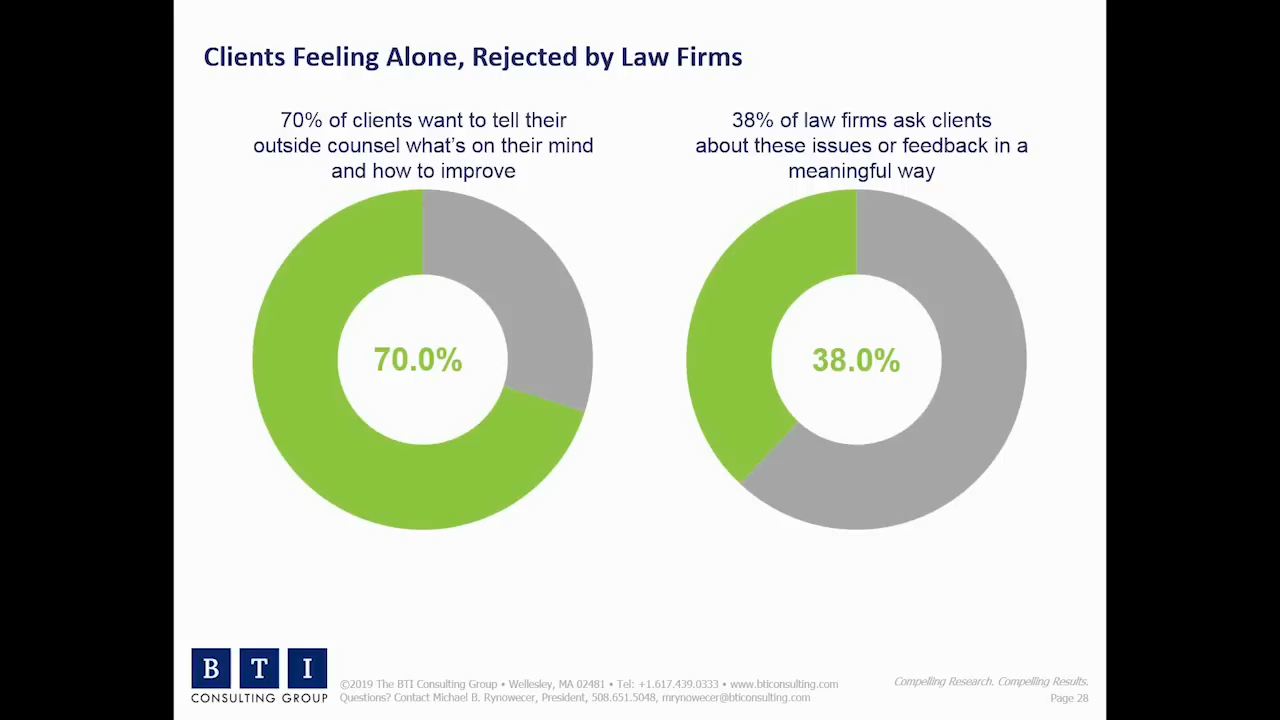 Clients Feeling Alone, Rejected by Law Firms
70% of clients want to tell their
outside counsel what's on their mind
and how to improve
70.0%
38% of law firms ask clients
about these issues or feedback in a
meaningful way
38.0%
B T I
CONSULTING GROUP
©2019 The BTI Consulting Group • Wellesley, MA 02481 • Tel: +1.617.439.0333 • www.bticonsulting.com
Questions? Contact Michael B. Rynowecer, President, 508.651.5048, mrynowecer@bticonsulting.com
Compelling Research. Compelling Results.
Page 28